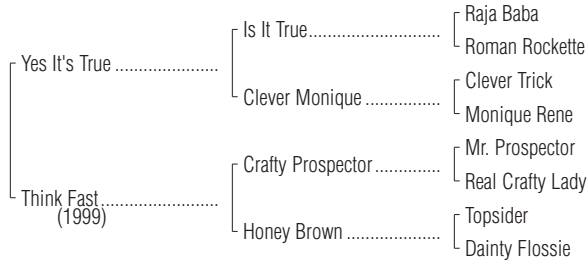 Raja Baba
Is It True..........................
Roman Rockette
Yes It's True .....................
Clever Trick
Clever Monique ...............
Monique Rene
Mr. Prospector
Crafty Prospector.............
Real Crafty Lady
Think Fast........................
(1999)
Topsider
Honey Brown ...................
Dainty Flossie